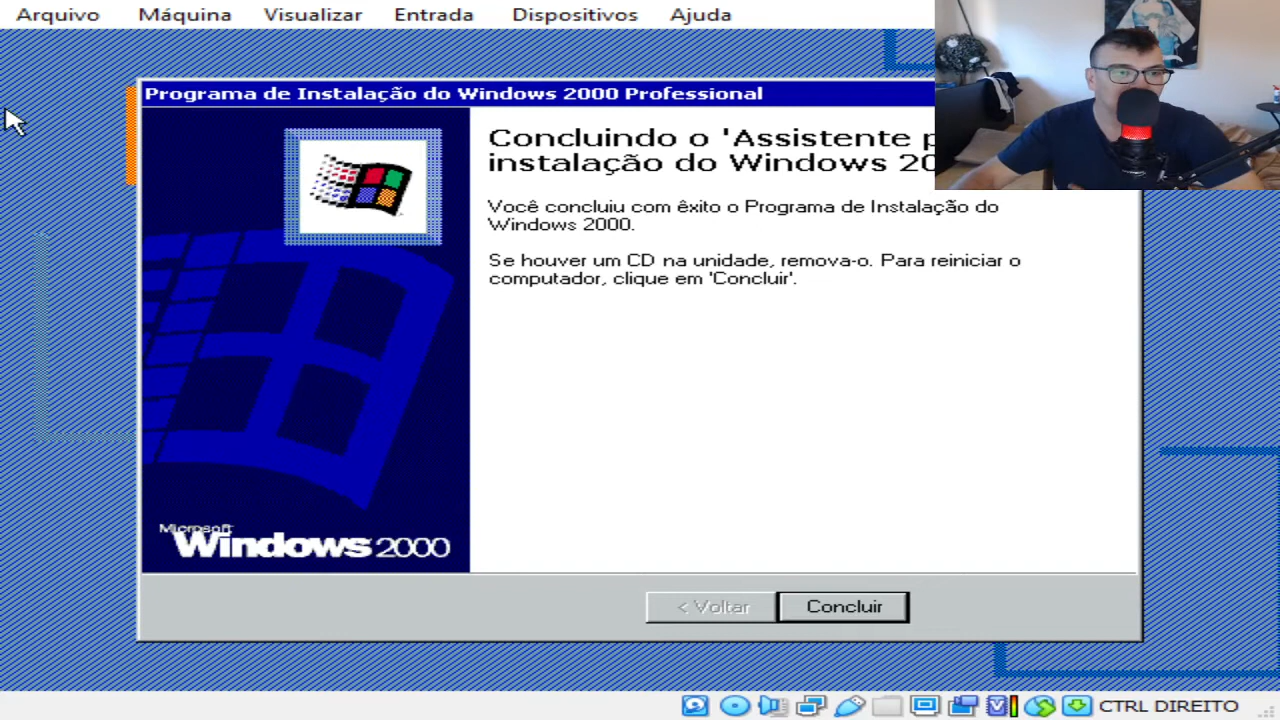 Arquivo Máquina Visualizar Entrada Dispositivos Ajuda
Programa de Instalação do Windows 2000 Professional
Concluindo o 'Assistente
instalação do Windows
Você concluiu com êxito o Programa de Instalação do
Windows 2000.
Se houver um CD na unidade, remova-o. Para reiniciar o
computador, clique em 'Concluir'.
Microsoft
Windows 2000
< Voltar Concluir
CTRL DIREITO